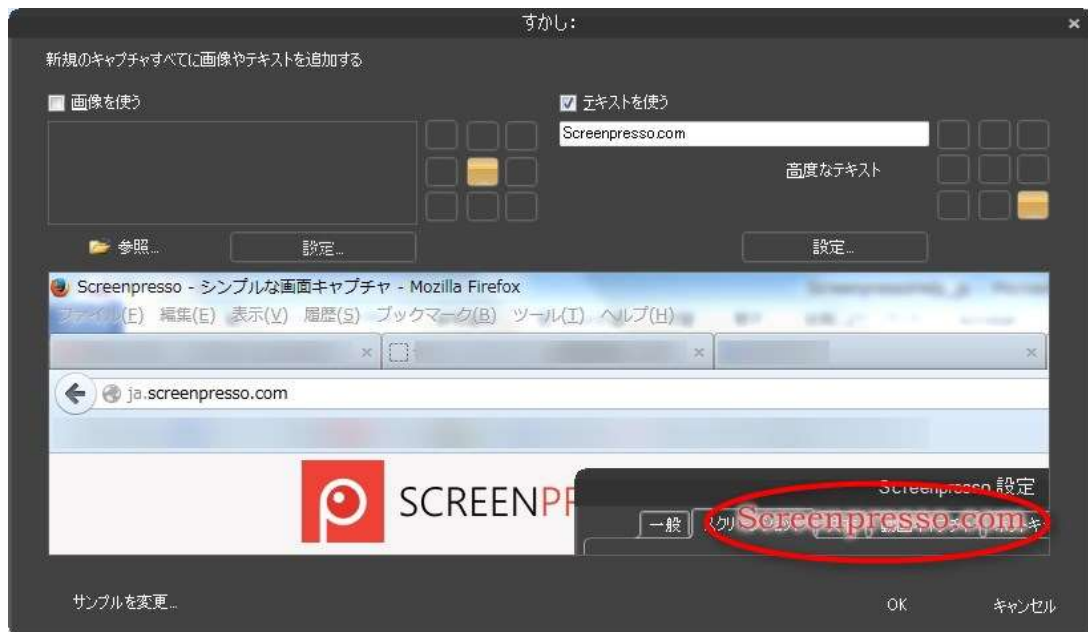 すかし:
新規のキャプチャすべてに画像やテキストを追加する
画像を使う
テキストを使う
Screenpresso.com
高度なテキスト
参照...
設定...
設定...
Screenpresso - シンプルな画面キャプチャ - Mozilla Firefox
ファイル(F) 編集(E) 表示(V) 履歴(S) ブックマーク(B) ツール(T) ヘルプ(H)
ja.screenpresso.com
SCREENPR
Screenpresso 設定
一般
Screenpresso.com
サンプルを変更...
OK
キャンセル